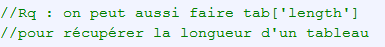 //Rq : on peut aussi faire tab['length']
//pour récupérer la longueur d'un tableau